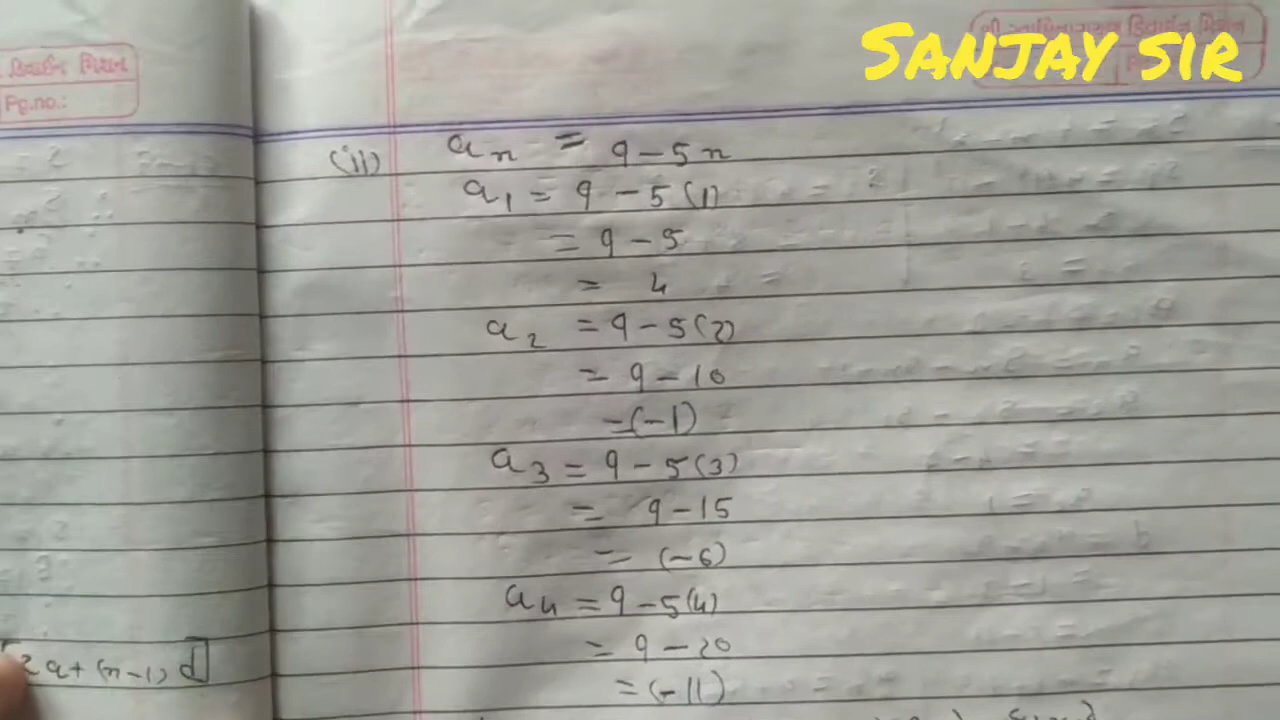 SANJAY SIR
ડિવાઈન મિશન
Pg.no.:
(ii) aₙ = 9 - 5n
a₁ = 9 - 5(1)
= 9 - 5
= 4
a₂ = 9 - 5(2)
= 9 - 10
-(-1)
a₃ = 9 - 5(3)
= 9 - 15
= (-6)
a₄ = 9 - 5(4)
= 9 - 20
= (-11)
2a + (n-1) d]